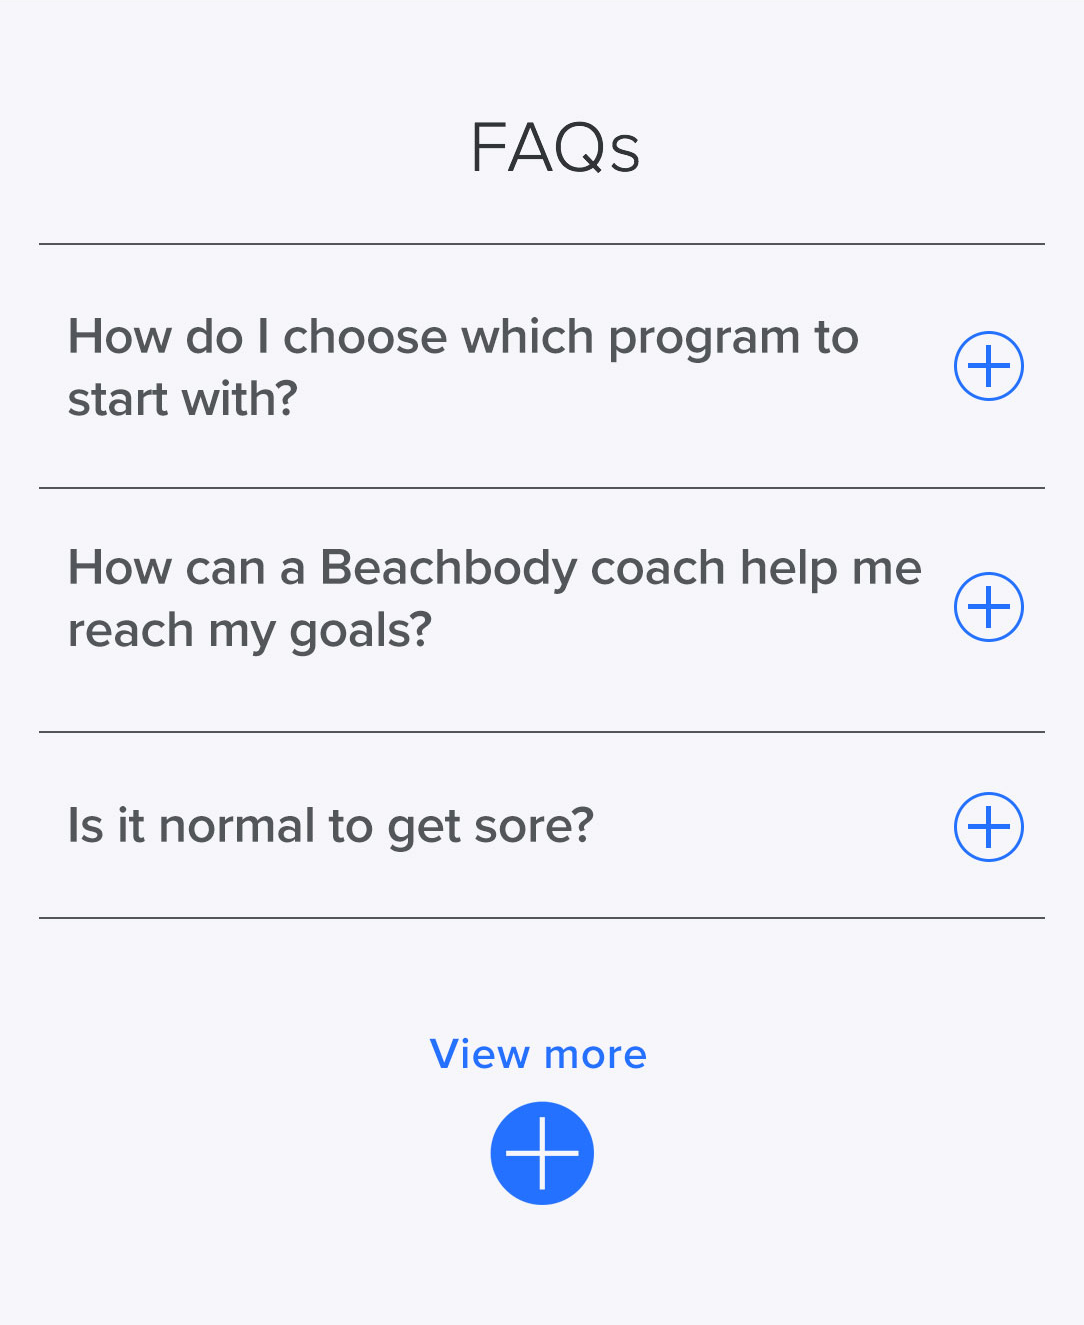 FAQs
How do I choose which program to
start with?
How can a Beachbody coach help me
reach my goals?
Is it normal to get sore?
View more